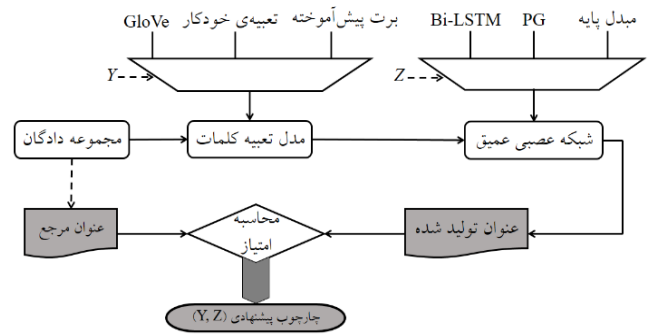 GloVe
تعبیه‌ی خودکار
برت پیش‌آموخته
Bi-LSTM
PG
مبدل پایه
Y
Z
مجموعه دادگان
مدل تعبیه کلمات
شبکه عصبی عمیق
عنوان مرجع
محاسبه
امتیاز
عنوان تولید شده
چارچوب پیشنهادی (Y, Z)